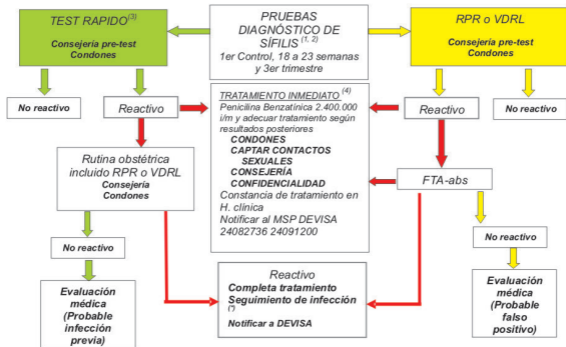 TEST RAPIDO(3)
Consejería pre-test
Condones
PRUEBAS
DIAGNÓSTICO DE
SÍFILIS (1, 2)
1er Control, 18 a 23 semanas
y 3er trimestre
RPR o VDRL
Consejería pre-test
Condones
No reactivo
Reactivo
TRATAMIENTO INMEDIATO (4)
Penicilina Benzatínica 2.400.000
i/m y adecuar tratamiento según
resultados posteriores
CONDONES
CAPTAR CONTACTOS
SEXUALES
CONSEJERÍA
CONFIDENCIALIDAD
Constancia de tratamiento en
H. clínica
Notificar al MSP DEVISA
24082736 24091200
Reactivo
No reactivo
Rutina obstétrica
incluido RPR o VDRL
Consejería
Condones
FTA-abs
No reactivo
No reactivo
Evaluación
médica
(Probable
infección
previa)
Reactivo
Completa tratamiento
Seguimiento de infección
(*)
Notificar a DEVISA
Evaluación
médica
(Probable
falso
positivo)